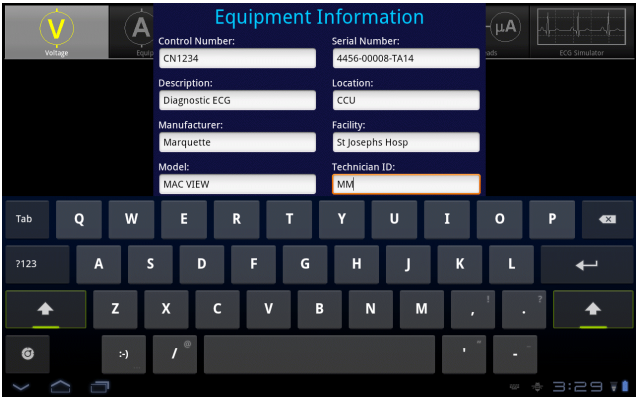 Equipment Information
V
A
μA
Voltage
Equip
ads
ECG Simulator
Control Number:
Serial Number:
CN1234
4456-00008-TA14
Description:
Location:
Diagnostic ECG
CCU
Manufacturer:
Facility:
Marquette
St Josephs Hosp
Model:
Technician ID:
MAC VIEW
MM
Tab Q W E R T Y U I O P
?123 A S D F G H J K L
Z X C V B N M , ! . ?
:-) / @ ' " - _
3:29